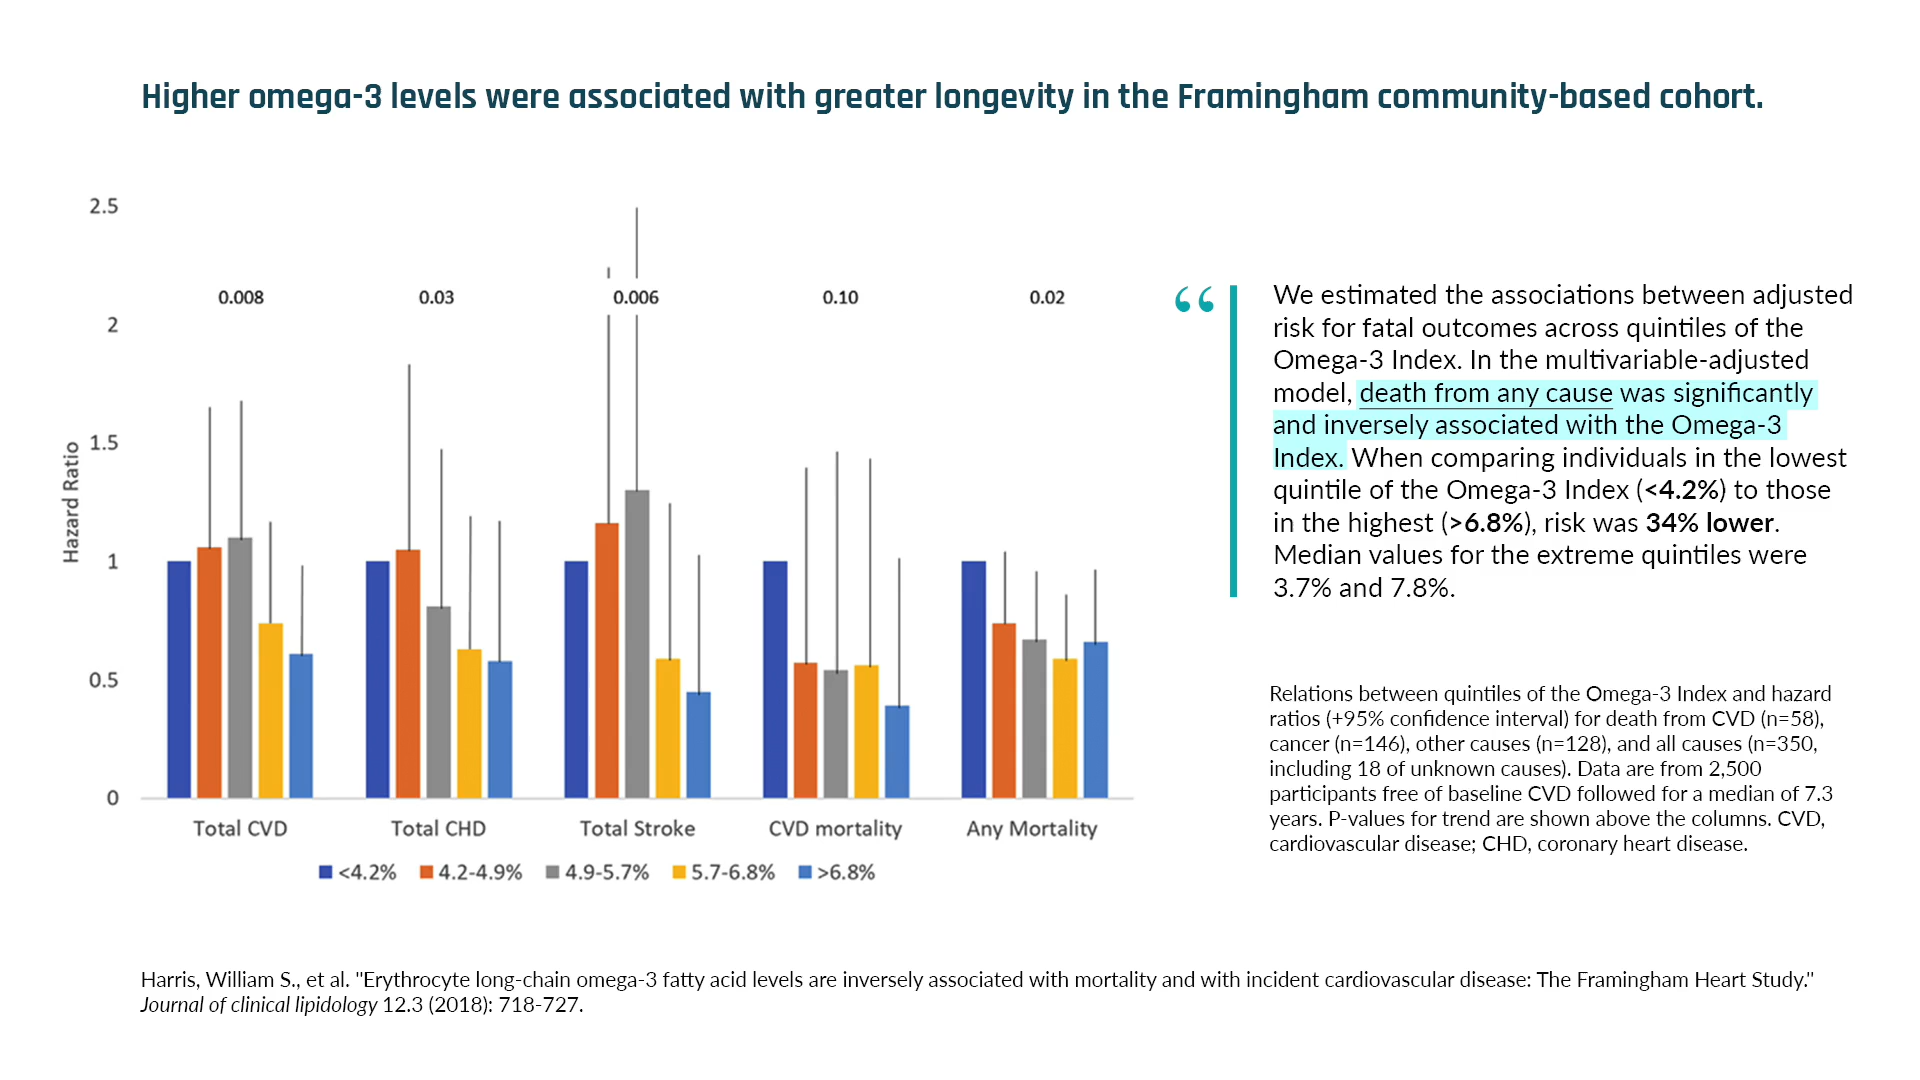 Higher omega-3 levels were associated with greater longevity in the Framingham community-based cohort.
2.5
2
1.5
1
0.5
0
Hazard Ratio
0.008
0.03
0.006
0.10
0.02
Total CVD
Total CHD
Total Stroke
CVD mortality
Any Mortality
<4.2%
4.2-4.9%
4.9-5.7%
5.7-6.8%
>6.8%
“
We estimated the associations between adjusted
risk for fatal outcomes across quintiles of the
Omega-3 Index. In the multivariable-adjusted
model, death from any cause was significantly
and inversely associated with the Omega-3
Index. When comparing individuals in the lowest
quintile of the Omega-3 Index (<4.2%) to those
in the highest (>6.8%), risk was 34% lower.
Median values for the extreme quintiles were
3.7% and 7.8%.
Relations between quintiles of the Omega-3 Index and hazard
ratios (+95% confidence interval) for death from CVD (n=58),
cancer (n=146), other causes (n=128), and all causes (n=350,
including 18 of unknown causes). Data are from 2,500
participants free of baseline CVD followed for a median of 7.3
years. P-values for trend are shown above the columns. CVD,
cardiovascular disease; CHD, coronary heart disease.
Harris, William S., et al. "Erythrocyte long-chain omega-3 fatty acid levels are inversely associated with mortality and with incident cardiovascular disease: The Framingham Heart Study."
Journal of clinical lipidology 12.3 (2018): 718-727.